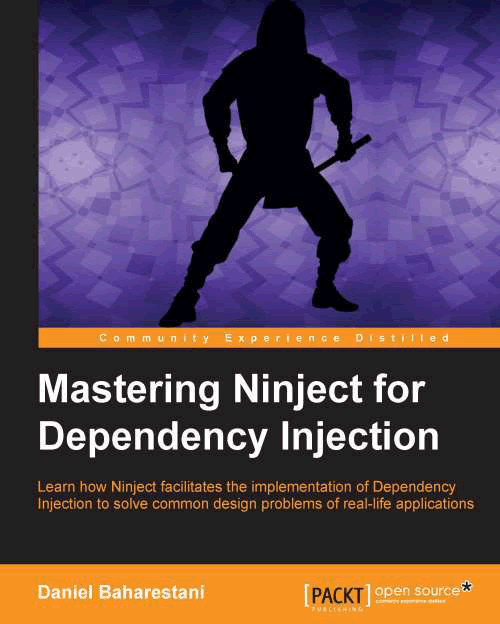 Community Experience Distilled
Mastering Ninject for
Dependency Injection
Learn how Ninject facilitates the implementation of Dependency
Injection to solve common design problems of real-life applications
Daniel Baharestani
[PACKT] open source*
PUBLISHING community experience distilled